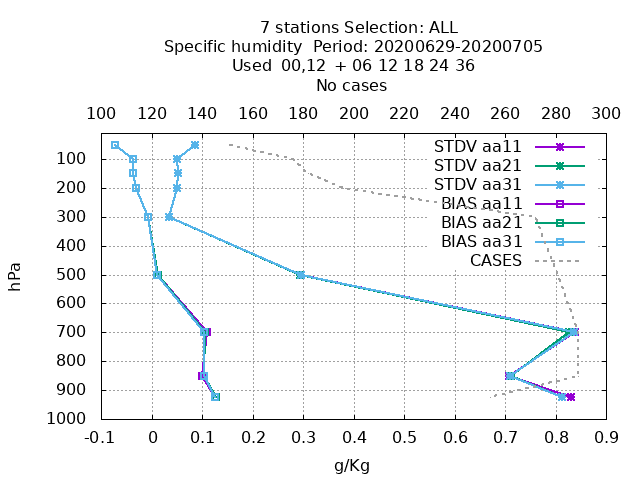 7 stations Selection: ALL
Specific humidity  Period: 20200629-20200705
Used  00,12  + 06 12 18 24 36
No cases
100 120 140 160 180 200 220 240 260 280 300
STDV aa11
STDV aa21
STDV aa31
BIAS aa11
BIAS aa21
BIAS aa31
CASES
100
200
300
400
500
600
700
800
900
1000
hPa
-0.1 0 0.1 0.2 0.3 0.4 0.5 0.6 0.7 0.8 0.9
g/Kg